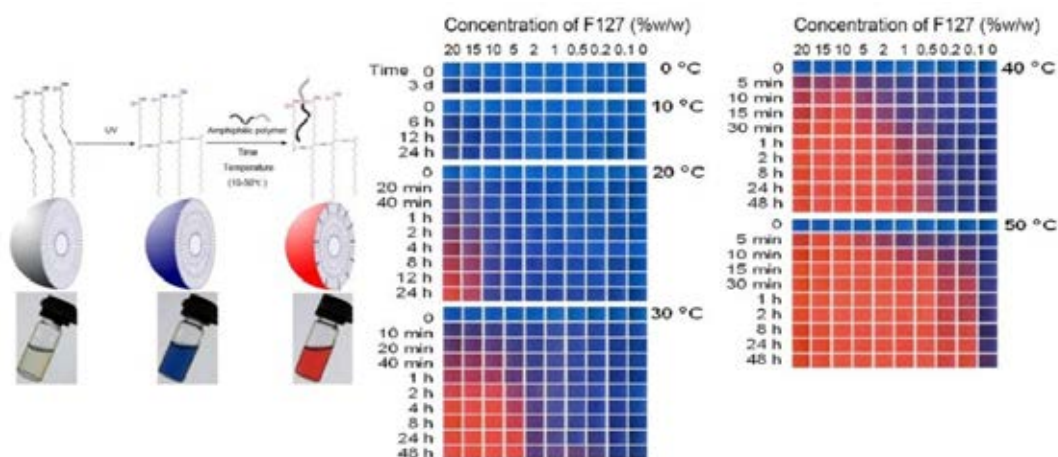 Concentration of F127 (%w/w)
20 15 10 5 2 1 0.5 0.2 0.1 0
Time 0
3 d
0 °C
0
6 h
12 h
24 h
10 °C
0
20 min
40 min
1 h
2 h
4 h
8 h
12 h
24 h
20 °C
0
10 min
20 min
40 min
1 h
2 h
4 h
8 h
24 h
48 h
30 °C
Concentration of F127 (%w/w)
20 15 10 5 2 1 0.5 0.2 0.1 0
0
5 min
10 min
15 min
30 min
1 h
2 h
8 h
24 h
48 h
40 °C
0
5 min
10 min
15 min
30 min
1 h
2 h
8 h
24 h
48 h
50 °C
UV
Amphiphilic polymer
Time
Temperature
(10-50°c)